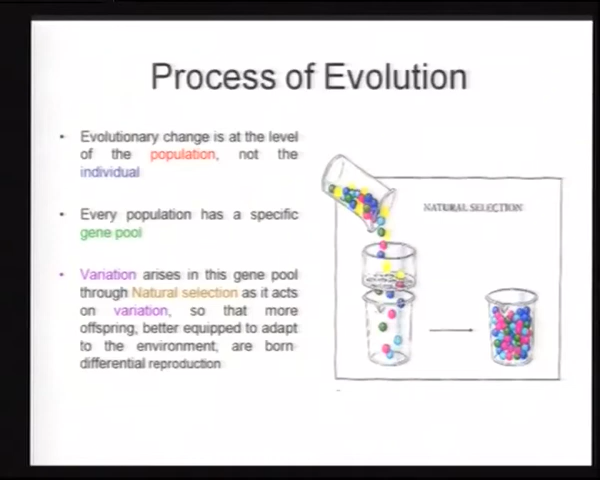 Process of Evolution
• Evolutionary change is at the level
of the population, not the
individual
• Every population has a specific
gene pool
• Variation arises in this gene pool
through Natural selection as it acts
on variation, so that more
offspring, better equipped to adapt
to the environment, are born
differential reproduction
NATURAL SELECTION